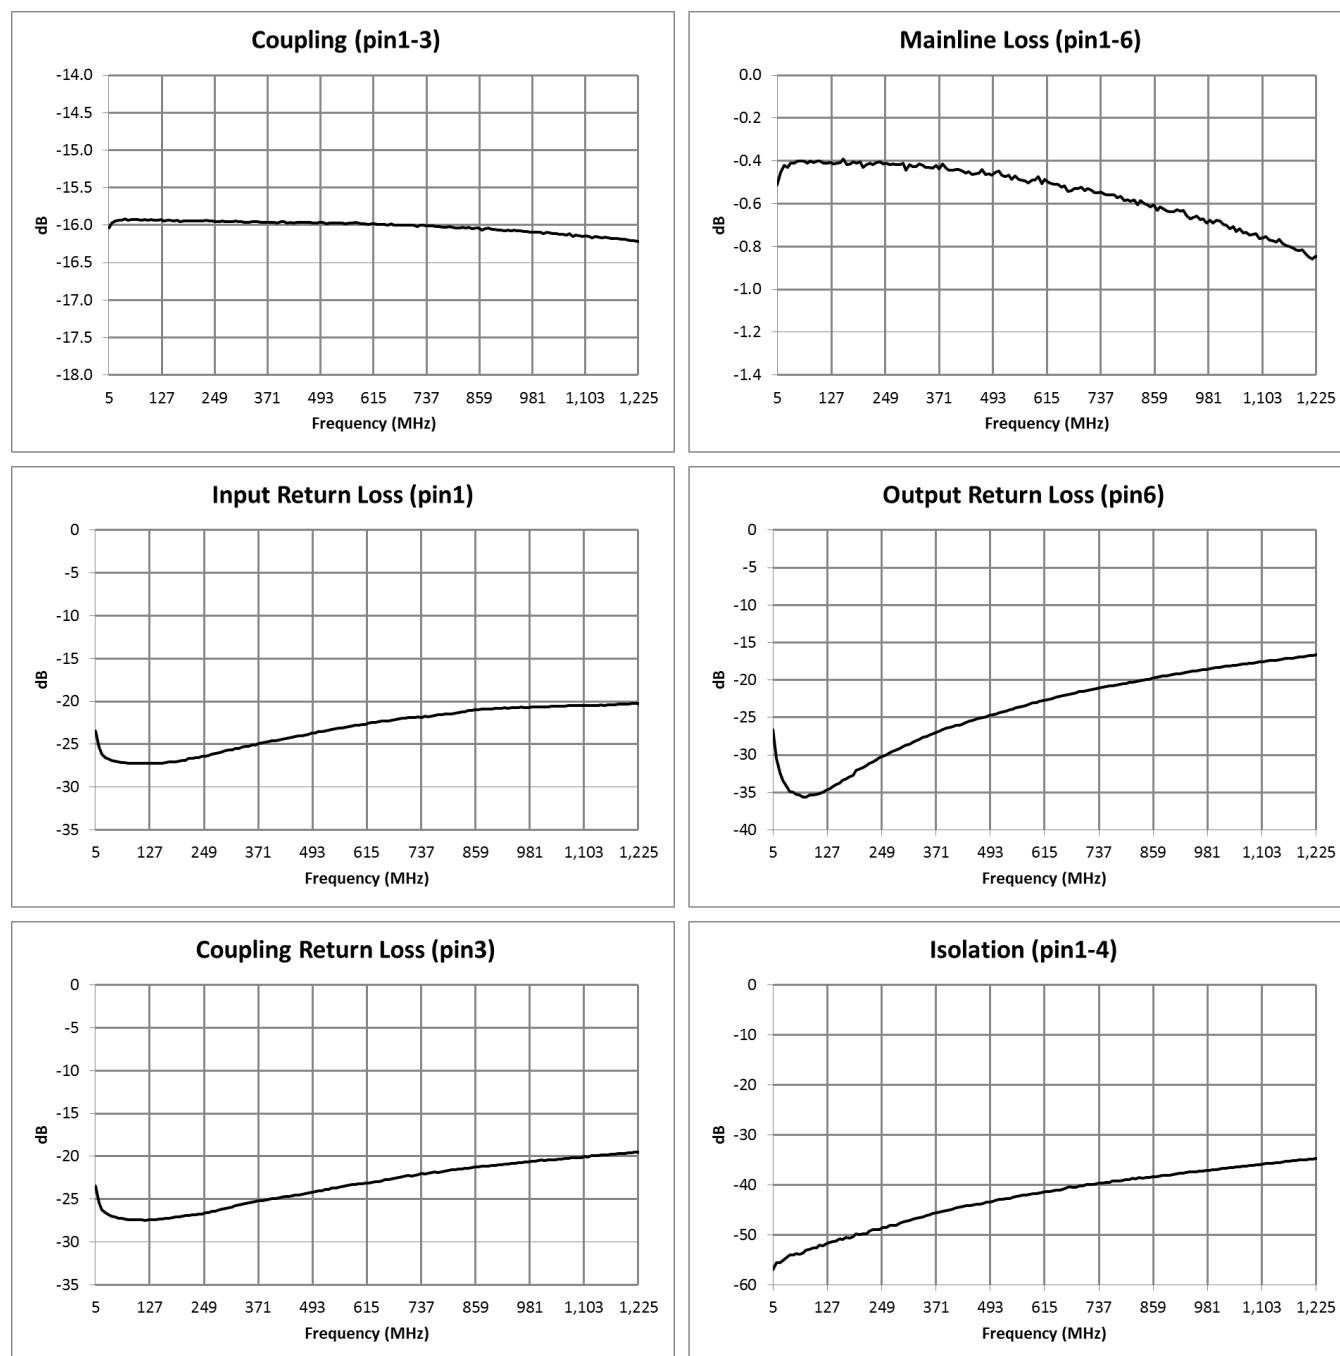 Coupling (pin1-3)
-14.0
-14.5
-15.0
-15.5
-16.0
-16.5
-17.0
-17.5
-18.0
dB
5 127 249 371 493 615 737 859 981 1,103 1,225
Frequency (MHz)
Mainline Loss (pin1-6)
0.0
-0.2
-0.4
-0.6
-0.8
-1.0
-1.2
-1.4
dB
5 127 249 371 493 615 737 859 981 1,103 1,225
Frequency (MHz)
Input Return Loss (pin1)
0
-5
-10
-15
-20
-25
-30
-35
dB
5 127 249 371 493 615 737 859 981 1,103 1,225
Frequency (MHz)
Output Return Loss (pin6)
0
-5
-10
-15
-20
-25
-30
-35
-40
dB
5 127 249 371 493 615 737 859 981 1,103 1,225
Frequency (MHz)
Coupling Return Loss (pin3)
0
-5
-10
-15
-20
-25
-30
-35
dB
5 127 249 371 493 615 737 859 981 1,103 1,225
Frequency (MHz)
Isolation (pin1-4)
0
-10
-20
-30
-40
-50
-60
dB
5 127 249 371 493 615 737 859 981 1,103 1,225
Frequency (MHz)